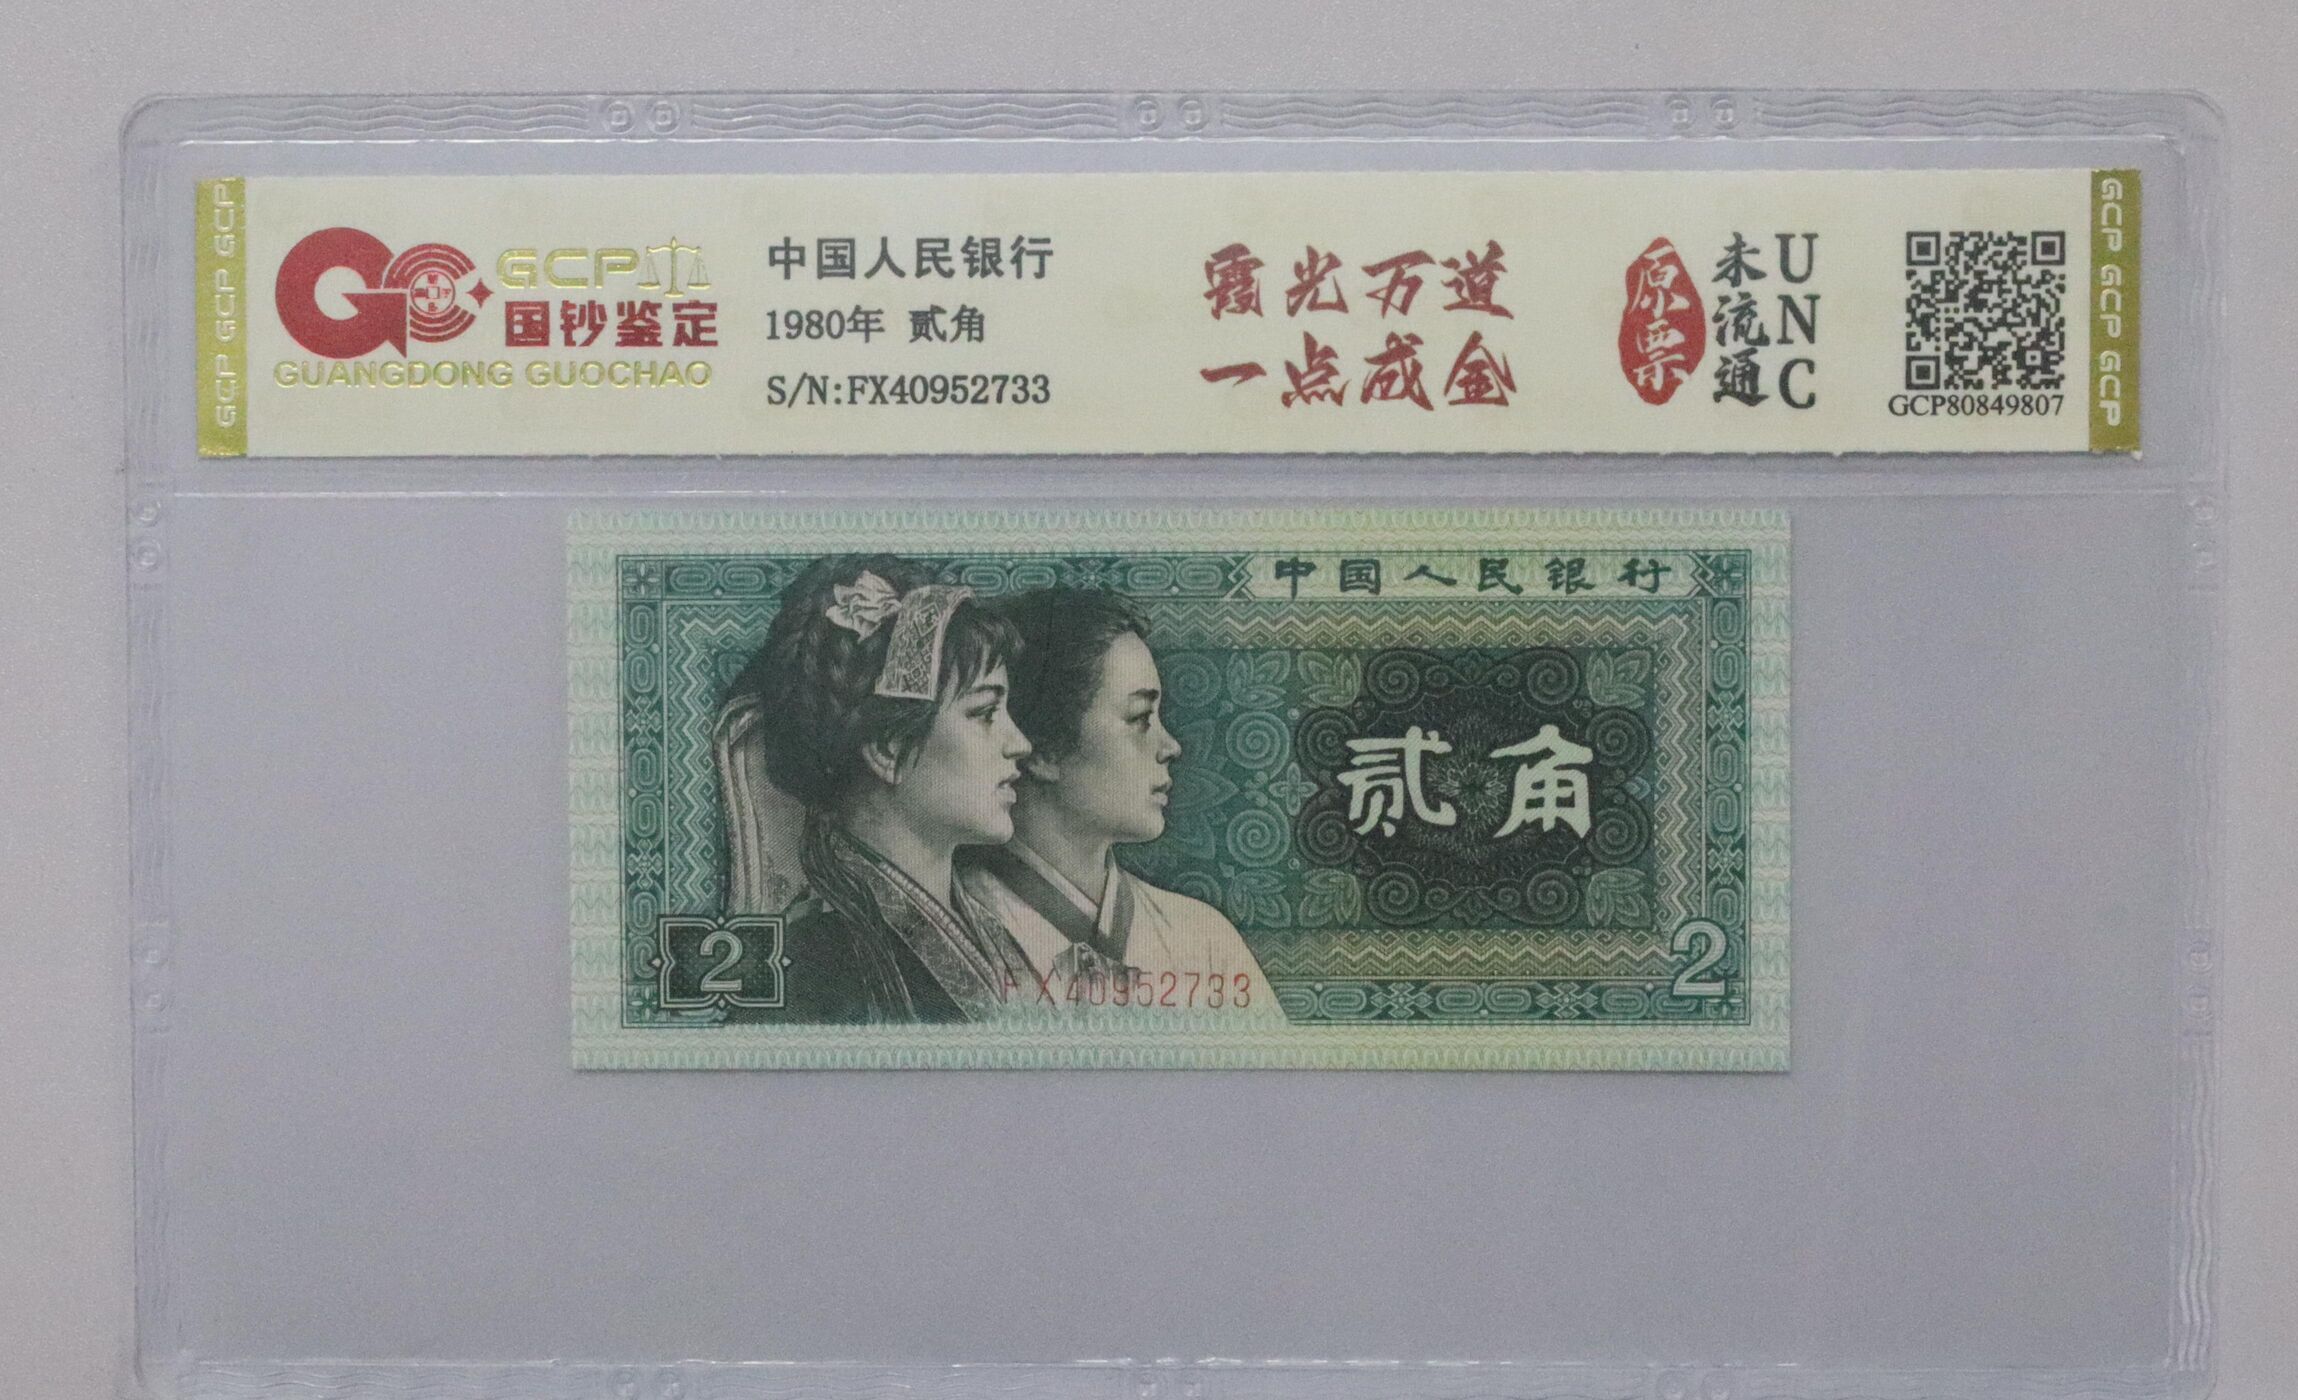 GCP GCP GCP
GCP
国钞鉴定
GUANGDONG GUOCHAO
中国人民银行
1980年 贰角
S/N:FX40952733
霞光万道
一点成金
原票
未流通
UNC
GCP80849807
GCP GCP GCP
中国人民银行
贰角
2
FX40952733
2